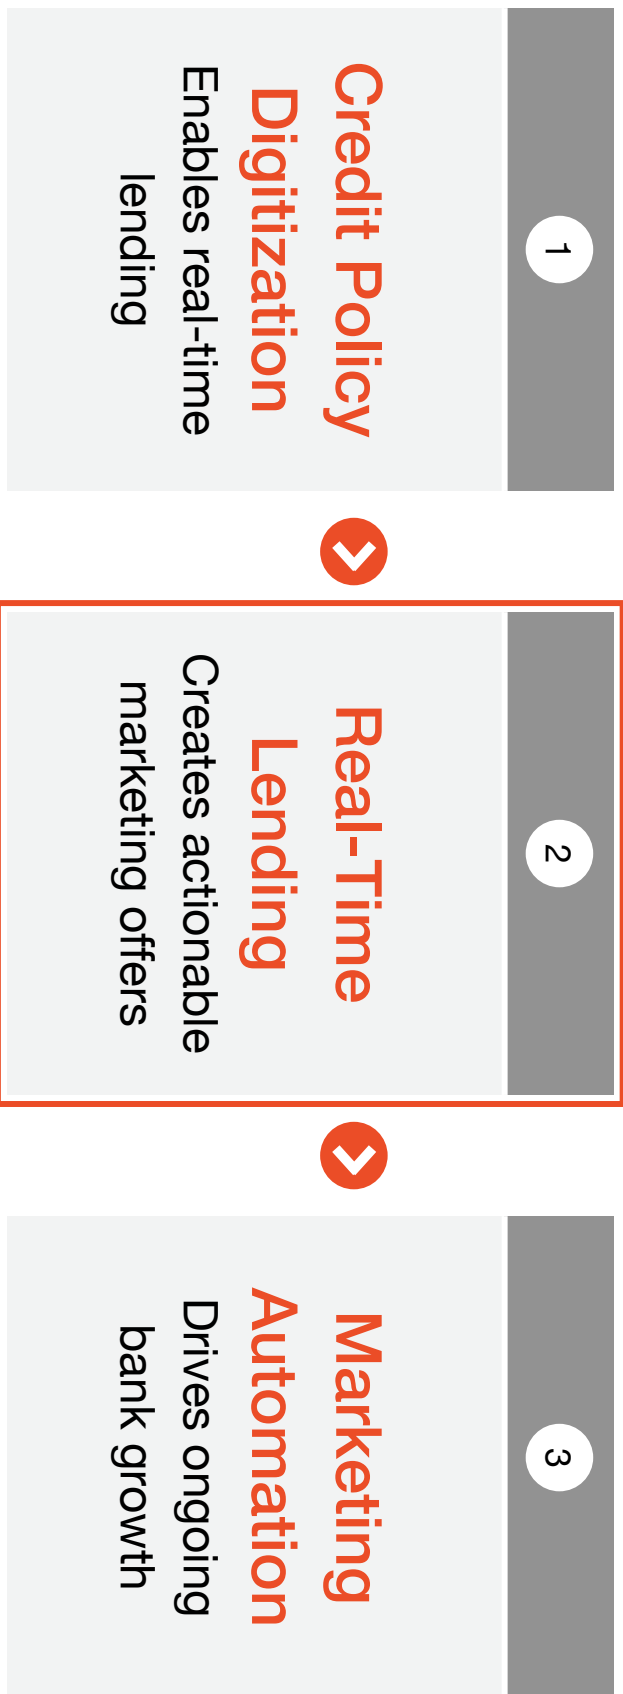 1
Credit Policy
Digitization
Enables real-time
lending
2
Real-Time
Lending
Creates actionable
marketing offers
3
Marketing
Automation
Drives ongoing
bank growth